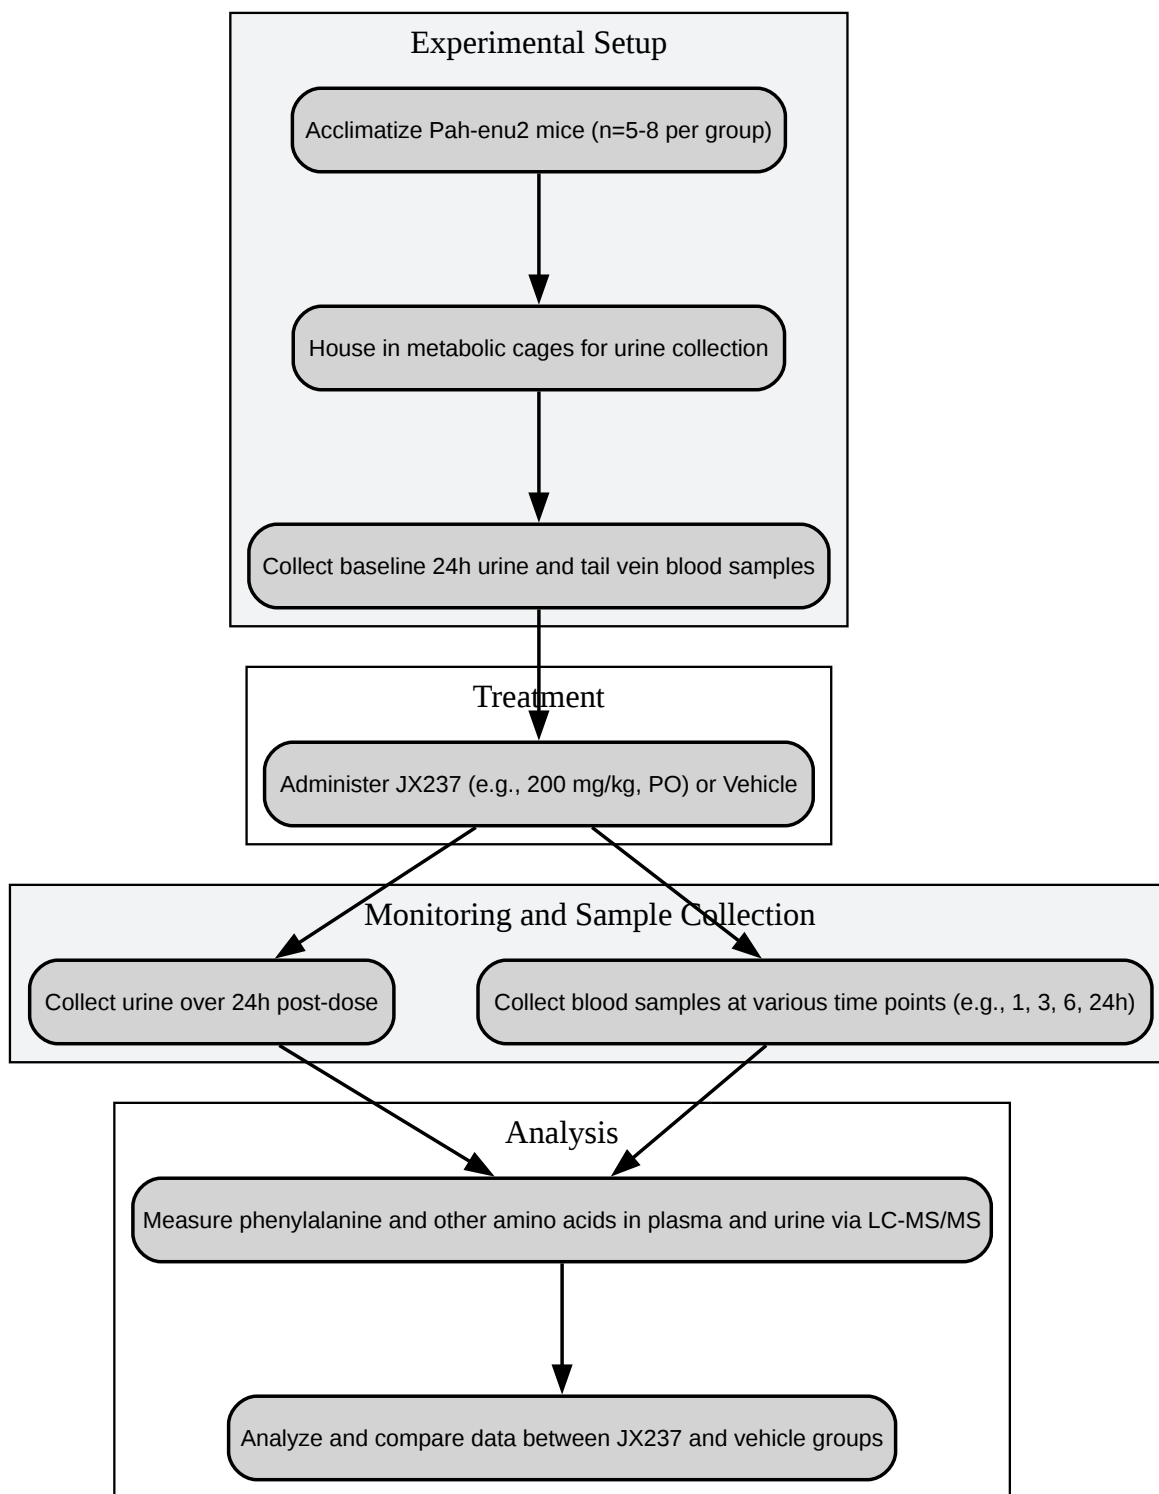 Experimental Setup
Acclimatize Pah-enu2 mice (n=5-8 per group)
House in metabolic cages for urine collection
Collect baseline 24h urine and tail vein blood samples
Treatment
Administer JX237 (e.g., 200 mg/kg, PO) or Vehicle
Monitoring and Sample Collection
Collect urine over 24h post-dose
Collect blood samples at various time points (e.g., 1, 3, 6, 24h)
Analysis
Measure phenylalanine and other amino acids in plasma and urine via LC-MS/MS
Analyze and compare data between JX237 and vehicle groups